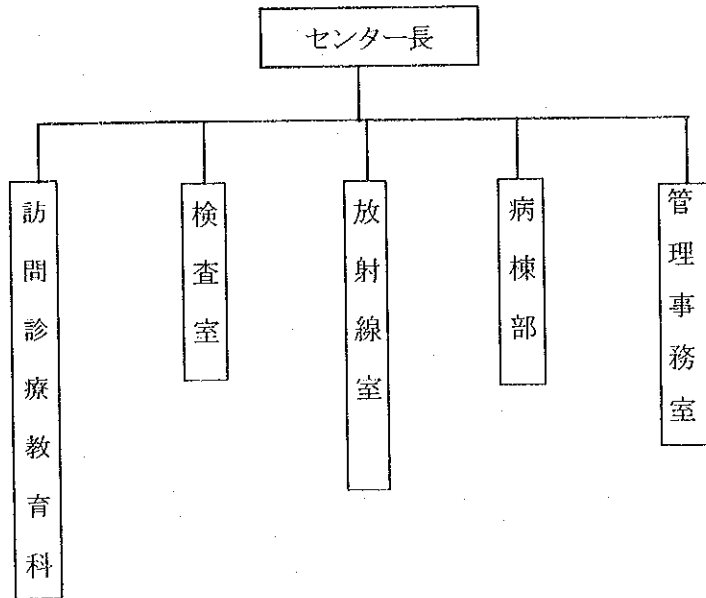 センター長
訪問診療教育科
検査室
放射線室
病棟部
管理事務室